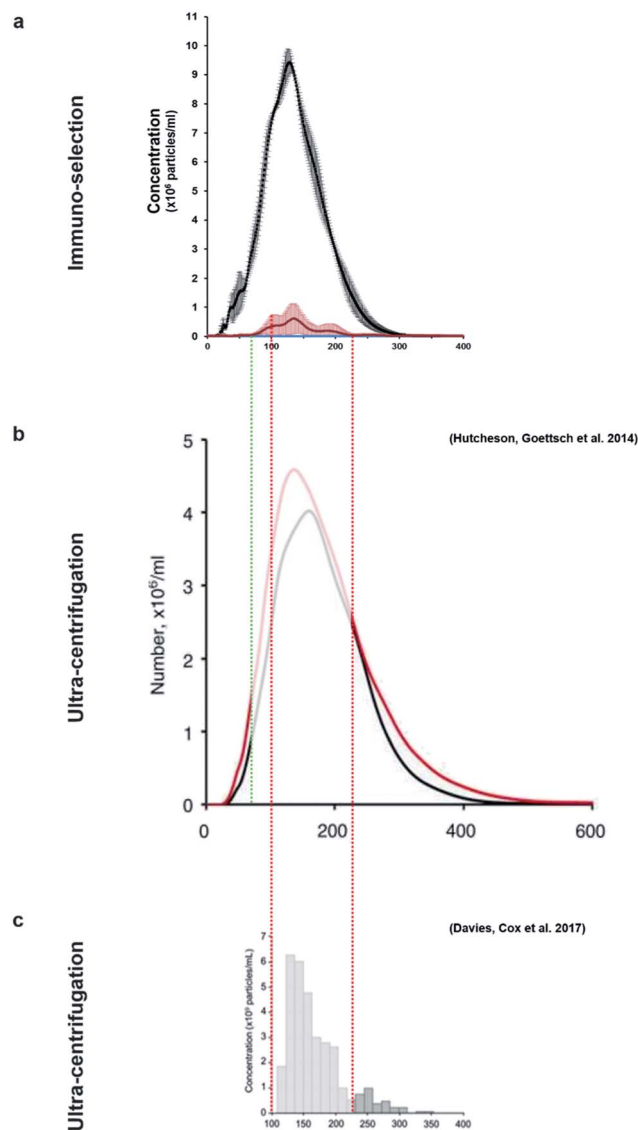 a
Immuno-selection
Concentration
(x10⁶ particles/ml)
11
10
9
8
7
6
5
4
3
2
1
0
0 100 200 300 400
b
(Hutcheson, Goettsch et al. 2014)
Ultra-centrifugation
Number, x10⁶/ml
5
4
3
2
1
0
0 200 400 600
c
(Davies, Cox et al. 2017)
Ultra-centrifugation
Concentration (x10⁹ particles/mL)
7
6
5
4
3
2
1
0
100 150 200 250 300 350 400